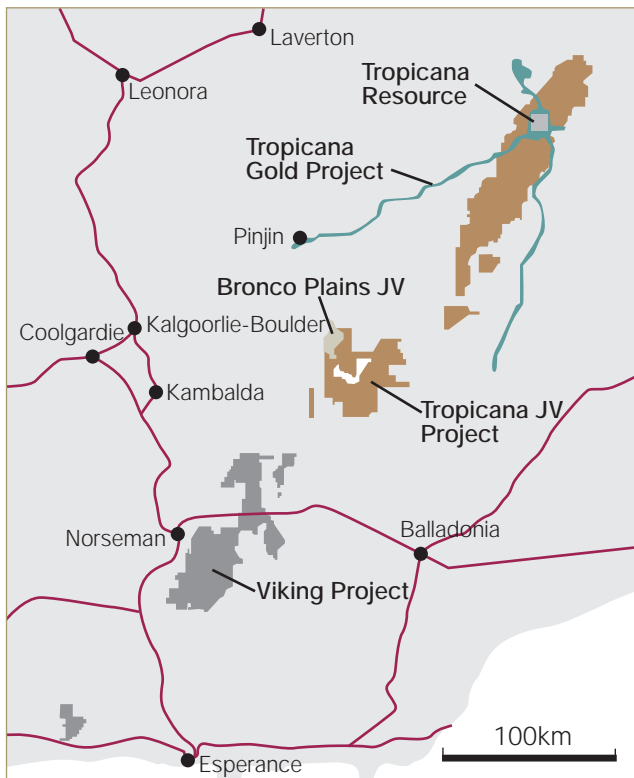 Laverton
Leonora
Tropicana
Resource
Tropicana
Gold Project
Pinjin
Bronco Plains JV
Coolgardie
Kalgoorlie-Boulder
Kambalda
Tropicana JV
Project
Norseman
Balladonia
Viking Project
100km
Esperance